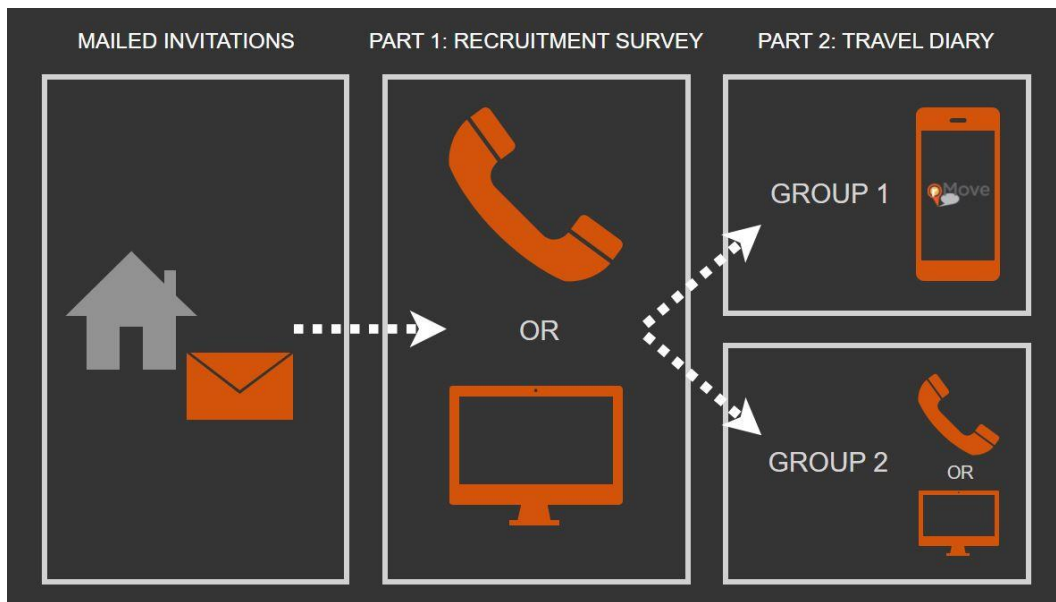 MAILED INVITATIONS
PART 1: RECRUITMENT SURVEY
PART 2: TRAVEL DIARY
OR
GROUP 1
Move
GROUP 2
OR